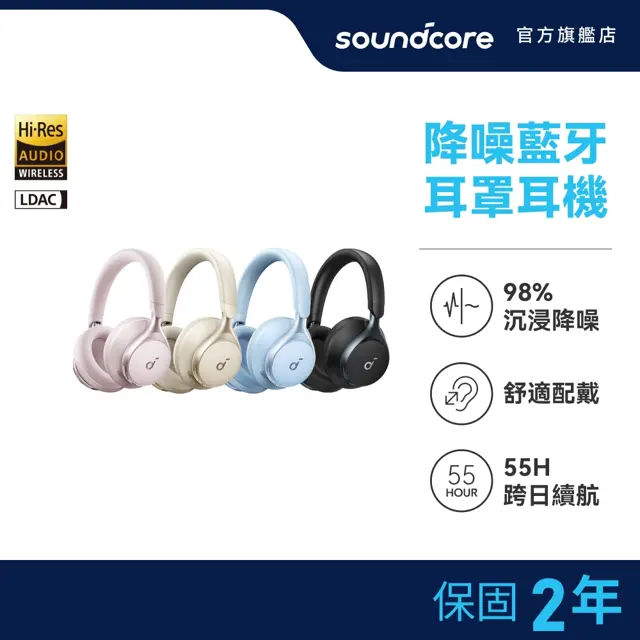 soundcore 官方旗艦店
Hi-Res
AUDIO
WIRELESS
LDAC
降噪藍牙
耳罩耳機
98%
沉浸降噪
舒適配戴
55
HOUR
55H
跨日續航
保固2年